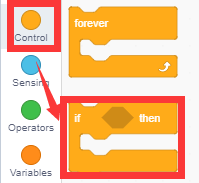 Control
Sensing
Operators
Variables
forever
if then